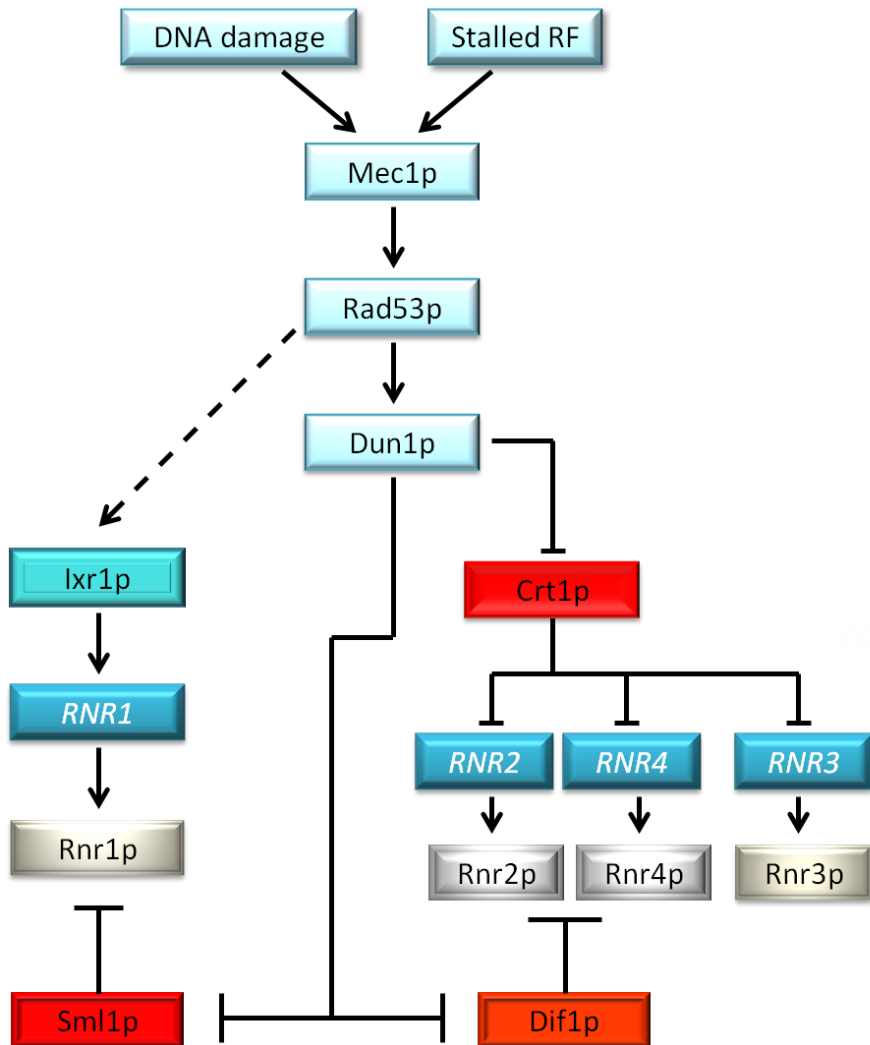 DNA damage
Stalled RF
Mec1p
Rad53p
Dun1p
Ixr1p
Crt1p
RNR1
RNR2
RNR4
RNR3
Rnr1p
Rnr2p
Rnr4p
Rnr3p
Sml1p
Dif1p